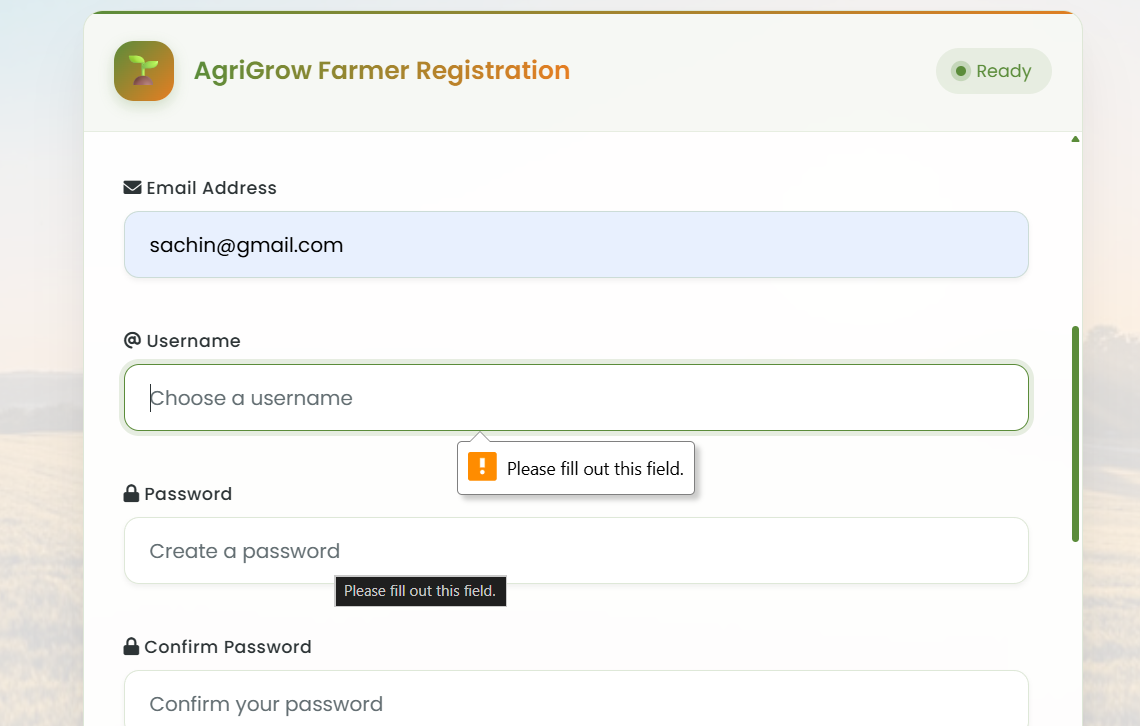 AgriGrow Farmer Registration
Ready
Email Address
sachin@gmail.com
@ Username
Choose a username
Please fill out this field.
Password
Create a password
Please fill out this field.
Confirm Password
Confirm your password